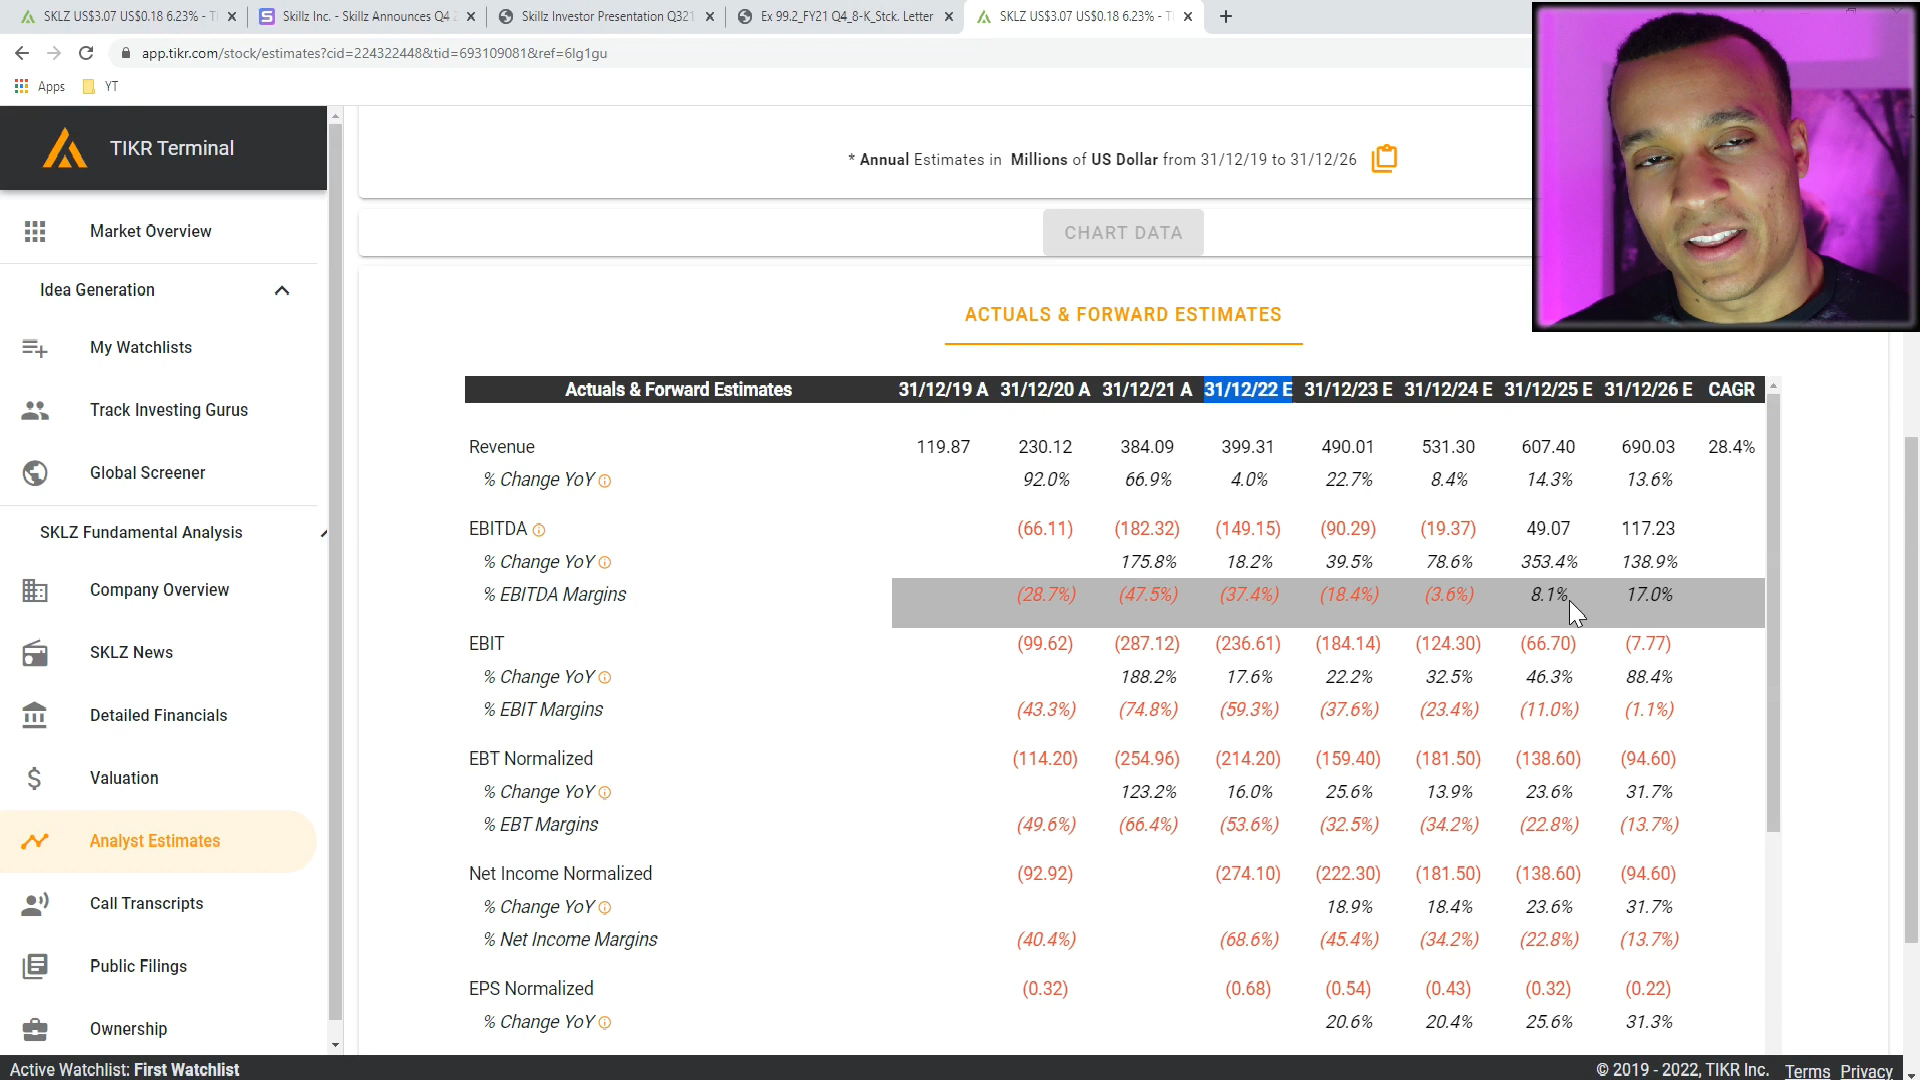 SKLZ US$3.07 US$0.18 6.23% - T
Skillz Inc. - Skillz Announces Q4 2
Skillz Investor Presentation Q321
Ex 99.2_FY21 Q4_8-K_Stck. Letter
SKLZ US$3.07 US$0.18 6.23% - T
app.tikr.com/stock/estimates?cid=224322448&tid=693109081&ref=6lg1gu
Apps YT
TIKR Terminal
Market Overview
Idea Generation
My Watchlists
Track Investing Gurus
Global Screener
SKLZ Fundamental Analysis
Company Overview
SKLZ News
Detailed Financials
Valuation
Analyst Estimates
Call Transcripts
Public Filings
Ownership
* Annual Estimates in Millions of US Dollar from 31/12/19 to 31/12/26
CHART DATA
ACTUALS & FORWARD ESTIMATES
Actuals & Forward Estimates 31/12/19 A 31/12/20 A 31/12/21 A 31/12/22 E 31/12/23 E 31/12/24 E 31/12/25 E 31/12/26 E CAGR
Revenue 119.87 230.12 384.09 399.31 490.01 531.30 607.40 690.03 28.4%
% Change YoY 92.0% 66.9% 4.0% 22.7% 8.4% 14.3% 13.6%
EBITDA (66.11) (182.32) (149.15) (90.29) (19.37) 49.07 117.23
% Change YoY 175.8% 18.2% 39.5% 78.6% 353.4% 138.9%
% EBITDA Margins (28.7%) (47.5%) (37.4%) (18.4%) (3.6%) 8.1% 17.0%
EBIT (99.62) (287.12) (236.61) (184.14) (124.30) (66.70) (7.77)
% Change YoY 188.2% 17.6% 22.2% 32.5% 46.3% 88.4%
% EBIT Margins (43.3%) (74.8%) (59.3%) (37.6%) (23.4%) (11.0%) (1.1%)
EBT Normalized (114.20) (254.96) (214.20) (159.40) (181.50) (138.60) (94.60)
% Change YoY 123.2% 16.0% 25.6% 13.9% 23.6% 31.7%
% EBT Margins (49.6%) (66.4%) (53.6%) (32.5%) (34.2%) (22.8%) (13.7%)
Net Income Normalized (92.92) (274.10) (222.30) (181.50) (138.60) (94.60)
% Change YoY 18.9% 18.4% 23.6% 31.7%
% Net Income Margins (40.4%) (68.6%) (45.4%) (34.2%) (22.8%) (13.7%)
EPS Normalized (0.32) (0.68) (0.54) (0.43) (0.32) (0.22)
% Change YoY 20.6% 20.4% 25.6% 31.3%
Active Watchlist: First Watchlist
© 2019 - 2022, TIKR Inc. Terms Privacy